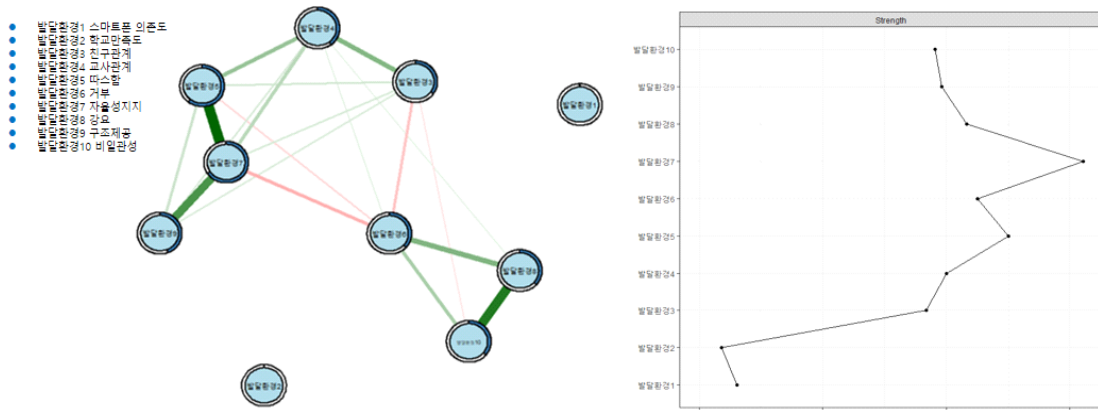 발달환경1 스마트폰 의존도
발달환경2 학교만족도
발달환경3 친구관계
발달환경4 교사관계
발달환경5 따스함
발달환경6 거부
발달환경7 자율성지지
발달환경8 강요
발달환경9 구조제공
발달환경10 비일관성
발달환경4
발달환경5
발달환경3
발달환경1
발달환경7
발달환경9
발달환경6
발달환경8
발달환경10
발달환경2
Strength
발달환경10
발달환경9
발달환경8
발달환경7
발달환경6
발달환경5
발달환경4
발달환경3
발달환경2
발달환경1